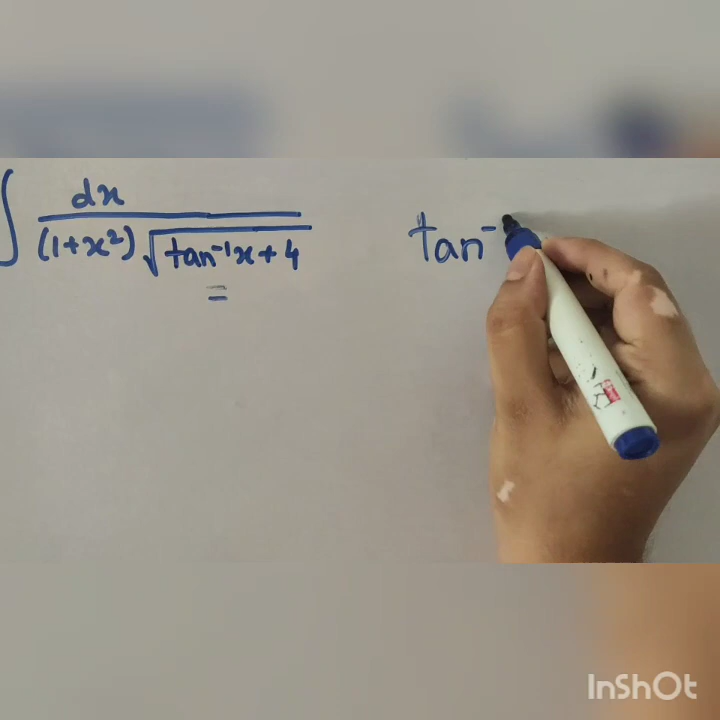 ∫ dx
(1+x²) √tan⁻¹x+4
=
tan⁻
InShOt